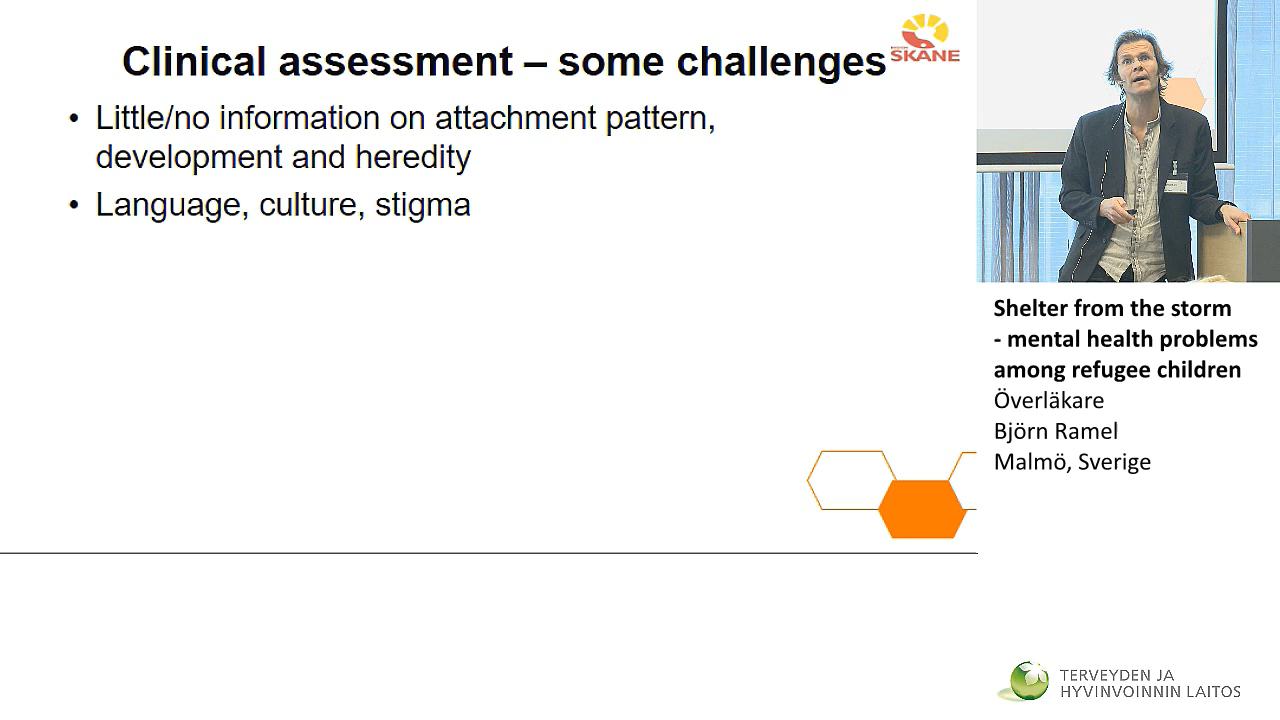 Clinical assessment – some challenges
SKANE
• Little/no information on attachment pattern,
development and heredity
• Language, culture, stigma
Shelter from the storm
- mental health problems
among refugee children
Överläkare
Björn Ramel
Malmö, Sverige
TERVEYDEN JA
HYVINVOINNIN LAITOS